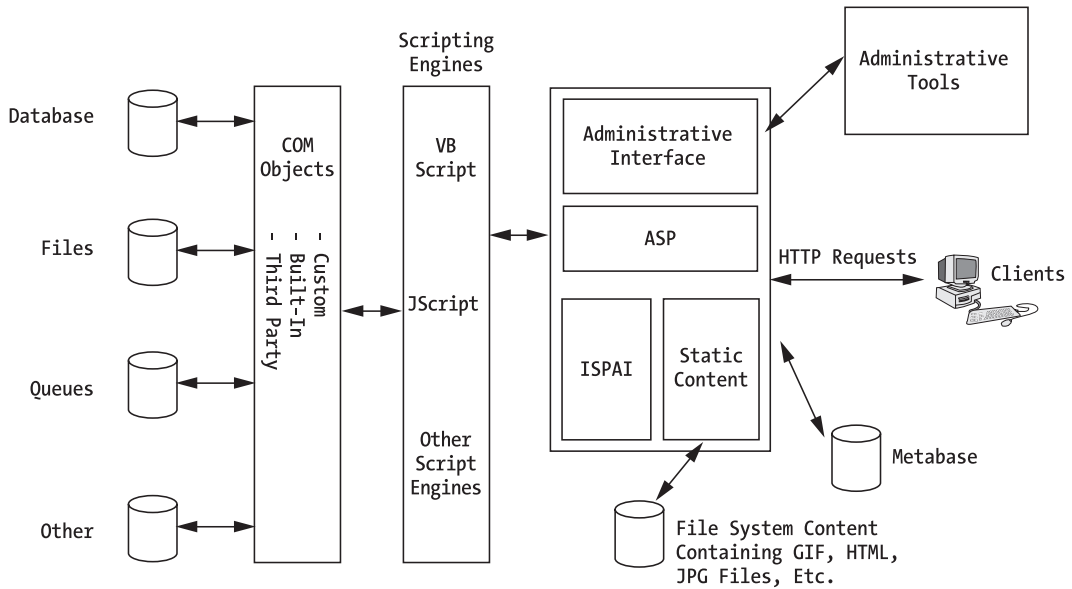 Scripting
Engines
Administrative
Tools
Database
COM
Objects
VB
Script
Administrative
Interface
Files
- Custom
- Built-In
- Third Party
ASP
HTTP Requests
Clients
JScript
Queues
ISPAI
Static
Content
Other
Script
Engines
Metabase
Other
File System Content
Containing GIF, HTML,
JPG Files, Etc.